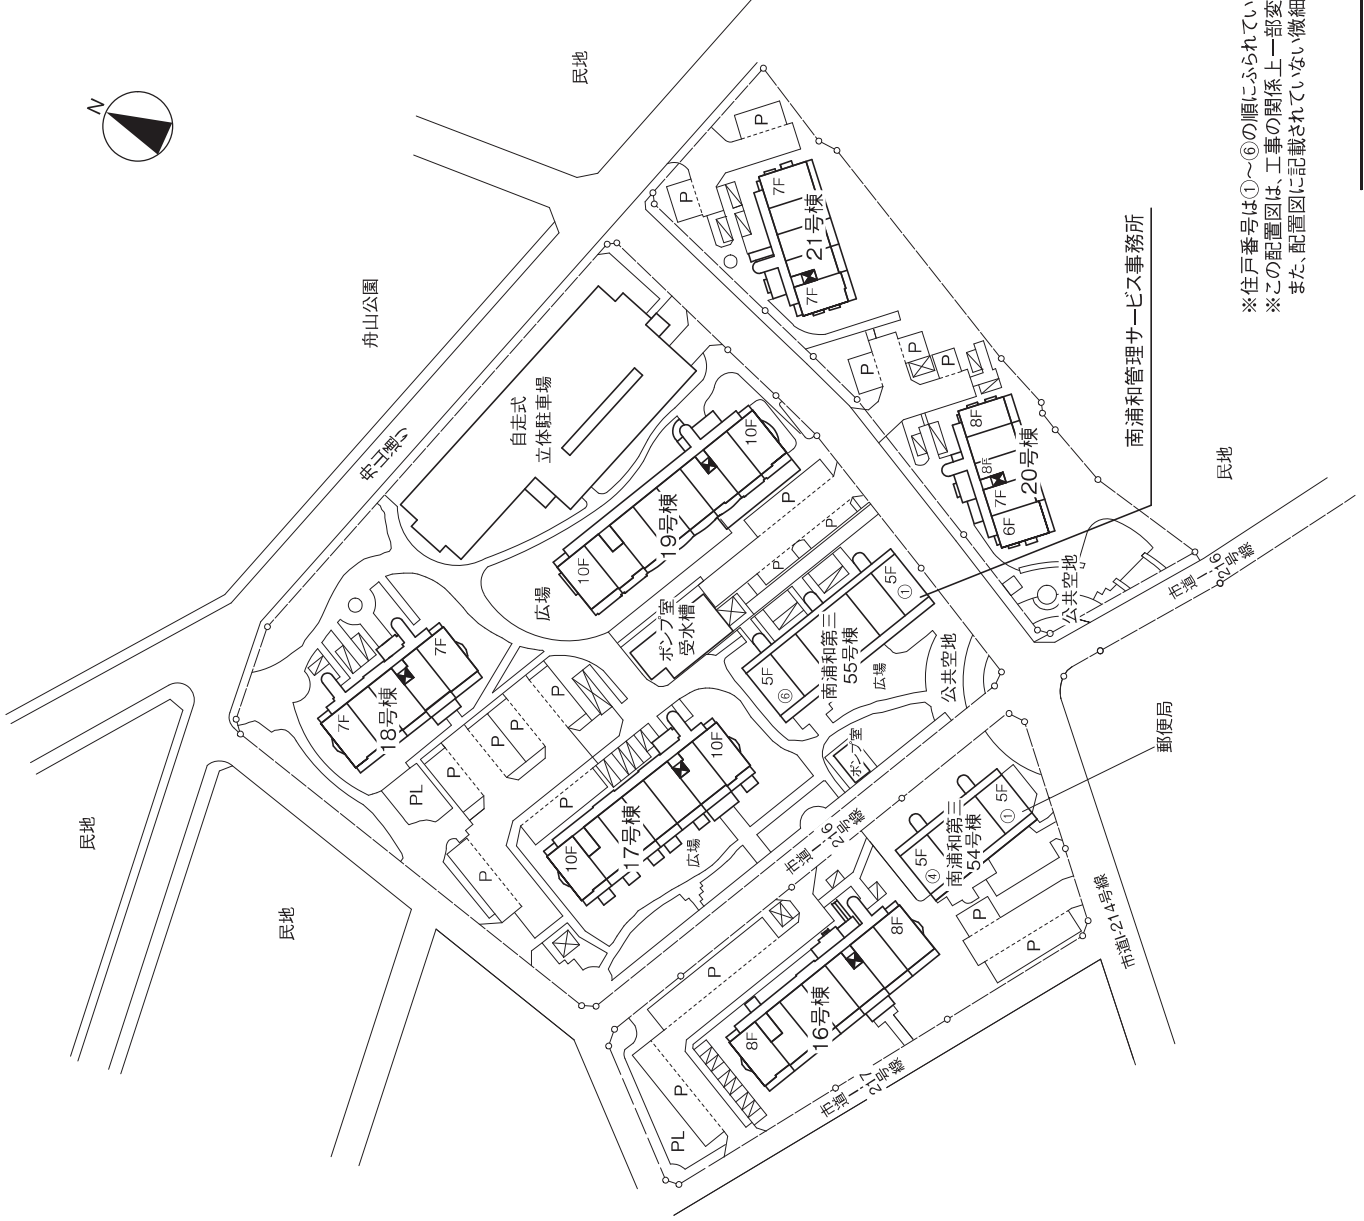 N
民地
※住戸番号は①～⑥の順にふられてい
※この配置図は、工事の関係上一部変
また、配置図に記載されていない微細
P
P
7F
21号棟
7F
舟山公園
舟山通り
自走式
立体駐車場
南浦和管理サービス事務所
P
P
P
10F
19号棟
10F
8F
8F
7F
6F
20号棟
民地
P
P
P
広場
ポンプ室
受水槽
5F
①
南浦和第三
55号棟
5F
⑥
広場
公共空地
公共空地
市道I-216
号線
7F
18号棟
7F
P
P
P
P
PL
P
P
10F
17号棟
10F
広場
ポンプ室
郵便局
民地
民地
市道I-216
号線
5F
①
南浦和第三
54号棟
5F
④
P
P
市道I-214号線
P
8F
16号棟
8F
P
PL
市道I-217
号線